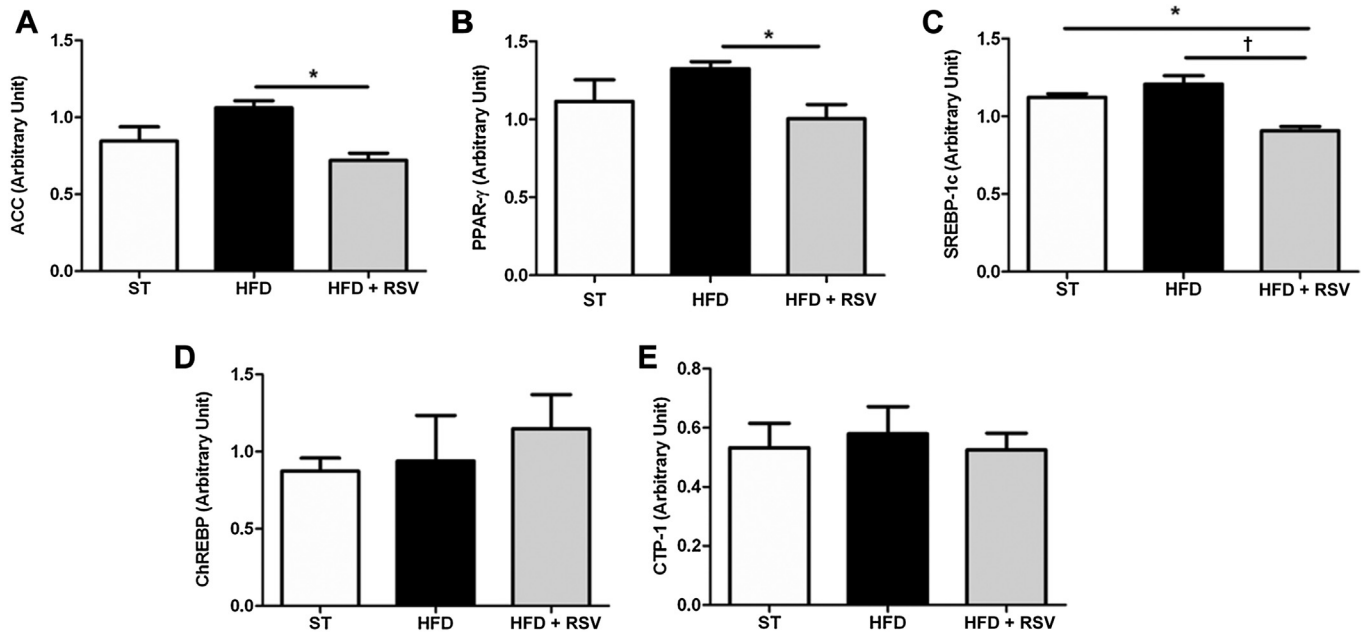 A
ACC (Arbitrary Unit)
1.5
1.0
0.5
0.0
*
ST
HFD
HFD + RSV
B
PPAR-γ (Arbitrary Unit)
1.5
1.0
0.5
0.0
*
ST
HFD
HFD + RSV
C
SREBP-1c (Arbitrary Unit)
1.5
1.0
0.5
0.0
*
†
ST
HFD
HFD + RSV
D
ChREBP (Arbitrary Unit)
1.5
1.0
0.5
0.0
ST
HFD
HFD + RSV
E
CTP-1 (Arbitrary Unit)
0.8
0.6
0.4
0.2
0.0
ST
HFD
HFD + RSV